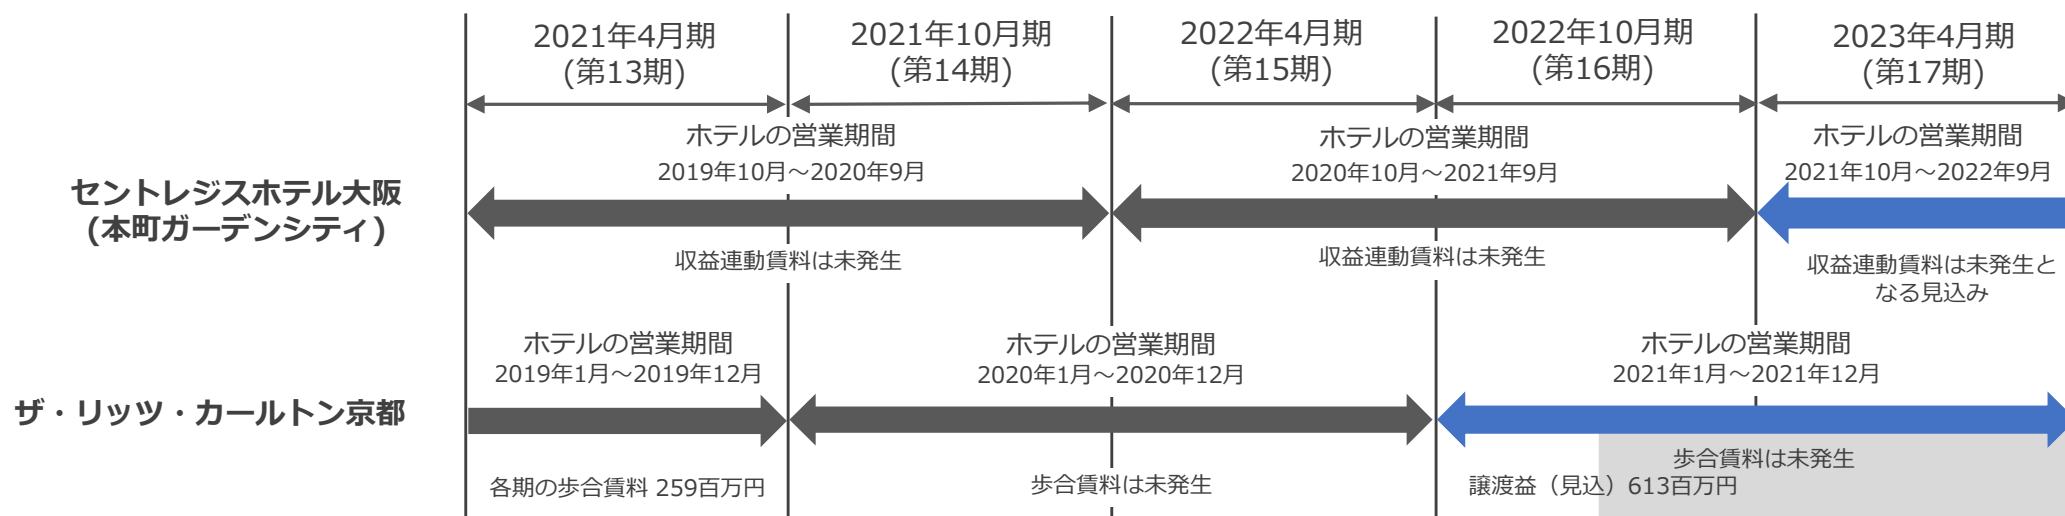 2021年4月期
(第13期)
2021年10月期
(第14期)
2022年4月期
(第15期)
2022年10月期
(第16期)
2023年4月期
(第17期)
セントレジスホテル大阪
(本町ガーデンシティ)
ホテルの営業期間
2019年10月～2020年9月
収益連動賃料は未発生
ホテルの営業期間
2020年10月～2021年9月
収益連動賃料は未発生
ホテルの営業期間
2021年10月～2022年9月
収益連動賃料は未発生と
なる見込み
ザ・リッツ・カールトン京都
ホテルの営業期間
2019年1月～2019年12月
各期の歩合賃料 259百万円
ホテルの営業期間
2020年1月～2020年12月
歩合賃料は未発生
ホテルの営業期間
2021年1月～2021年12月
歩合賃料は未発生
譲渡益（見込）613百万円